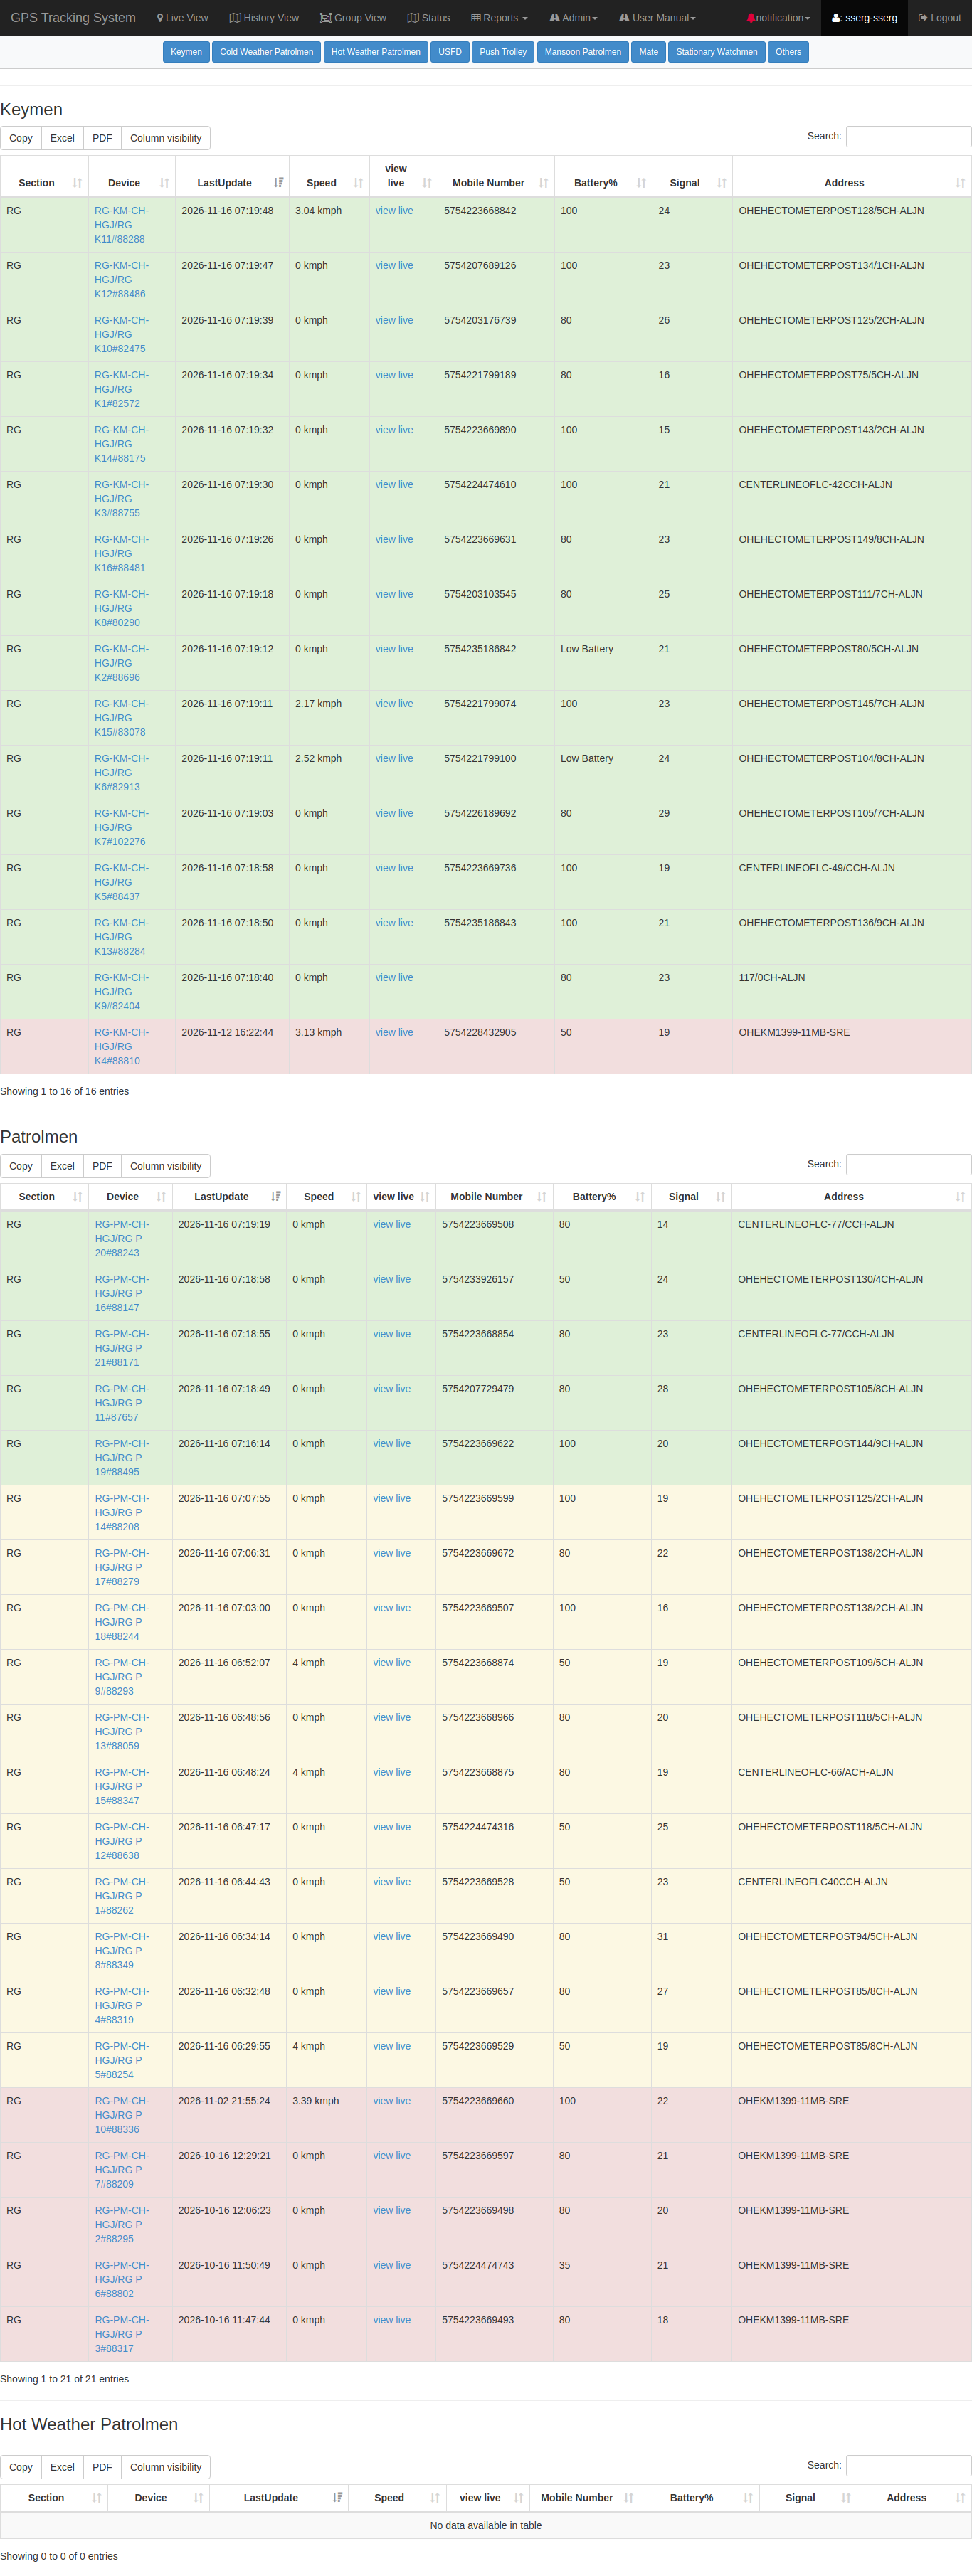 GPS Tracking System Live View History View Group View Status Reports Admin User Manual notification : sserg-sserg Logout
Keymen Cold Weather Patrolmen Hot Weather Patrolmen USFD Push Trolley Mansoon Patrolmen Mate Stationary Watchmen Others
Keymen
Copy Excel PDF Column visibility Search:
view
Section Device LastUpdate Speed live Mobile Number Battery% Signal Address
RG RG-KM-CH- 2026-11-16 07:19:48 3.04 kmph view live 5754223668842 100 24 OHEHECTOMETERPOST128/5CH-ALJN
HGJ/RG
K11#88288
RG RG-KM-CH- 2026-11-16 07:19:47 0 kmph view live 5754207689126 100 23 OHEHECTOMETERPOST134/1CH-ALJN
HGJ/RG
K12#88486
RG RG-KM-CH- 2026-11-16 07:19:39 0 kmph view live 5754203176739 80 26 OHEHECTOMETERPOST125/2CH-ALJN
HGJ/RG
K10#82475
RG RG-KM-CH- 2026-11-16 07:19:34 0 kmph view live 5754221799189 80 16 OHEHECTOMETERPOST75/5CH-ALJN
HGJ/RG
K1#82572
RG RG-KM-CH- 2026-11-16 07:19:32 0 kmph view live 5754223669890 100 15 OHEHECTOMETERPOST143/2CH-ALJN
HGJ/RG
K14#88175
RG RG-KM-CH- 2026-11-16 07:19:30 0 kmph view live 5754224474610 100 21 CENTERLINEOFLC-42CCH-ALJN
HGJ/RG
K3#88755
RG RG-KM-CH- 2026-11-16 07:19:26 0 kmph view live 5754223669631 80 23 OHEHECTOMETERPOST149/8CH-ALJN
HGJ/RG
K16#88481
RG RG-KM-CH- 2026-11-16 07:19:18 0 kmph view live 5754203103545 80 25 OHEHECTOMETERPOST111/7CH-ALJN
HGJ/RG
K8#80290
RG RG-KM-CH- 2026-11-16 07:19:12 0 kmph view live 5754235186842 Low Battery 21 OHEHECTOMETERPOST80/5CH-ALJN
HGJ/RG
K2#88696
RG RG-KM-CH- 2026-11-16 07:19:11 2.17 kmph view live 5754221799074 100 23 OHEHECTOMETERPOST145/7CH-ALJN
HGJ/RG
K15#83078
RG RG-KM-CH- 2026-11-16 07:19:11 2.52 kmph view live 5754221799100 Low Battery 24 OHEHECTOMETERPOST104/8CH-ALJN
HGJ/RG
K6#82913
RG RG-KM-CH- 2026-11-16 07:19:03 0 kmph view live 5754226189692 80 29 OHEHECTOMETERPOST105/7CH-ALJN
HGJ/RG
K7#102276
RG RG-KM-CH- 2026-11-16 07:18:58 0 kmph view live 5754223669736 100 19 CENTERLINEOFLC-49/CCH-ALJN
HGJ/RG
K5#88437
RG RG-KM-CH- 2026-11-16 07:18:50 0 kmph view live 5754235186843 100 21 OHEHECTOMETERPOST136/9CH-ALJN
HGJ/RG
K13#88284
RG RG-KM-CH- 2026-11-16 07:18:40 0 kmph view live 80 23 117/0CH-ALJN
HGJ/RG
K9#82404
RG RG-KM-CH- 2026-11-12 16:22:44 3.13 kmph view live 5754228432905 50 19 OHEKM1399-11MB-SRE
HGJ/RG
K4#88810
Showing 1 to 16 of 16 entries
Patrolmen
Copy Excel PDF Column visibility Search:
Section Device LastUpdate Speed view live Mobile Number Battery% Signal Address
RG RG-PM-CH- 2026-11-16 07:19:19 0 kmph view live 5754223669508 80 14 CENTERLINEOFLC-77/CCH-ALJN
HGJ/RG P
20#88243
RG RG-PM-CH- 2026-11-16 07:18:58 0 kmph view live 5754233926157 50 24 OHEHECTOMETERPOST130/4CH-ALJN
HGJ/RG P
16#88147
RG RG-PM-CH- 2026-11-16 07:18:55 0 kmph view live 5754223668854 80 23 CENTERLINEOFLC-77/CCH-ALJN
HGJ/RG P
21#88171
RG RG-PM-CH- 2026-11-16 07:18:49 0 kmph view live 5754207729479 80 28 OHEHECTOMETERPOST105/8CH-ALJN
HGJ/RG P
11#87657
RG RG-PM-CH- 2026-11-16 07:16:14 0 kmph view live 5754223669622 100 20 OHEHECTOMETERPOST144/9CH-ALJN
HGJ/RG P
19#88495
RG RG-PM-CH- 2026-11-16 07:07:55 0 kmph view live 5754223669599 100 19 OHEHECTOMETERPOST125/2CH-ALJN
HGJ/RG P
14#88208
RG RG-PM-CH- 2026-11-16 07:06:31 0 kmph view live 5754223669672 80 22 OHEHECTOMETERPOST138/2CH-ALJN
HGJ/RG P
17#88279
RG RG-PM-CH- 2026-11-16 07:03:00 0 kmph view live 5754223669507 100 16 OHEHECTOMETERPOST138/2CH-ALJN
HGJ/RG P
18#88244
RG RG-PM-CH- 2026-11-16 06:52:07 4 kmph view live 5754223668874 50 19 OHEHECTOMETERPOST109/5CH-ALJN
HGJ/RG P
9#88293
RG RG-PM-CH- 2026-11-16 06:48:56 0 kmph view live 5754223668966 80 20 OHEHECTOMETERPOST118/5CH-ALJN
HGJ/RG P
13#88059
RG RG-PM-CH- 2026-11-16 06:48:24 4 kmph view live 5754223668875 80 19 CENTERLINEOFLC-66/ACH-ALJN
HGJ/RG P
15#88347
RG RG-PM-CH- 2026-11-16 06:47:17 0 kmph view live 5754224474316 50 25 OHEHECTOMETERPOST118/5CH-ALJN
HGJ/RG P
12#88638
RG RG-PM-CH- 2026-11-16 06:44:43 0 kmph view live 5754223669528 50 23 CENTERLINEOFLC40CCH-ALJN
HGJ/RG P
1#88262
RG RG-PM-CH- 2026-11-16 06:34:14 0 kmph view live 5754223669490 80 31 OHEHECTOMETERPOST94/5CH-ALJN
HGJ/RG P
8#88349
RG RG-PM-CH- 2026-11-16 06:32:48 0 kmph view live 5754223669657 80 27 OHEHECTOMETERPOST85/8CH-ALJN
HGJ/RG P
4#88319
RG RG-PM-CH- 2026-11-16 06:29:55 4 kmph view live 5754223669529 50 19 OHEHECTOMETERPOST85/8CH-ALJN
HGJ/RG P
5#88254
RG RG-PM-CH- 2026-11-02 21:55:24 3.39 kmph view live 5754223669660 100 22 OHEKM1399-11MB-SRE
HGJ/RG P
10#88336
RG RG-PM-CH- 2026-10-16 12:29:21 0 kmph view live 5754223669597 80 21 OHEKM1399-11MB-SRE
HGJ/RG P
7#88209
RG RG-PM-CH- 2026-10-16 12:06:23 0 kmph view live 5754223669498 80 20 OHEKM1399-11MB-SRE
HGJ/RG P
2#88295
RG RG-PM-CH- 2026-10-16 11:50:49 0 kmph view live 5754224474743 35 21 OHEKM1399-11MB-SRE
HGJ/RG P
6#88802
RG RG-PM-CH- 2026-10-16 11:47:44 0 kmph view live 5754223669493 80 18 OHEKM1399-11MB-SRE
HGJ/RG P
3#88317
Showing 1 to 21 of 21 entries
Hot Weather Patrolmen
Copy Excel PDF Column visibility Search:
Section Device LastUpdate Speed view live Mobile Number Battery% Signal Address
No data available in table
Showing 0 to 0 of 0 entries